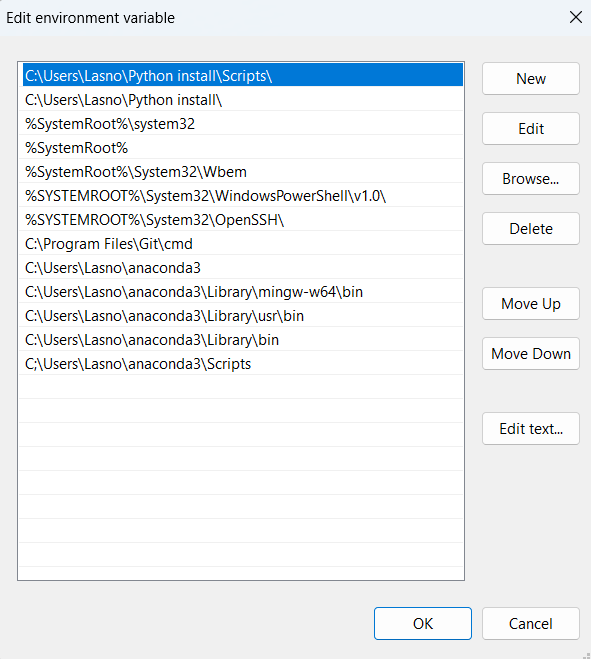 Edit environment variable
C:\Users\Lasno\Python install\Scripts\
C:\Users\Lasno\Python install\
%SystemRoot%\system32
%SystemRoot%
%SystemRoot%\System32\Wbem
%SYSTEMROOT%\System32\WindowsPowerShell\v1.0\
%SYSTEMROOT%\System32\OpenSSH\
C:\Program Files\Git\cmd
C:\Users\Lasno\anaconda3
C:\Users\Lasno\anaconda3\Library\mingw-w64\bin
C:\Users\Lasno\anaconda3\Library\usr\bin
C:\Users\Lasno\anaconda3\Library\bin
C;\Users\Lasno\anaconda3\Scripts
New
Edit
Browse...
Delete
Move Up
Move Down
Edit text...
OK
Cancel